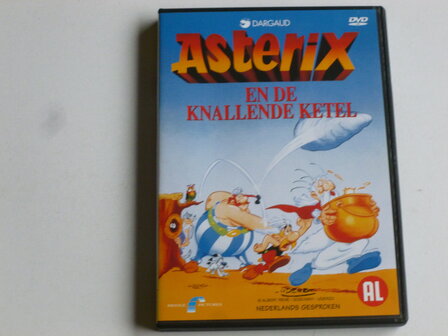 DARGAUD
DVD
Asterix
EN DE
KNALLENDE KETEL
AL
NEDERLANDS GESPROKEN